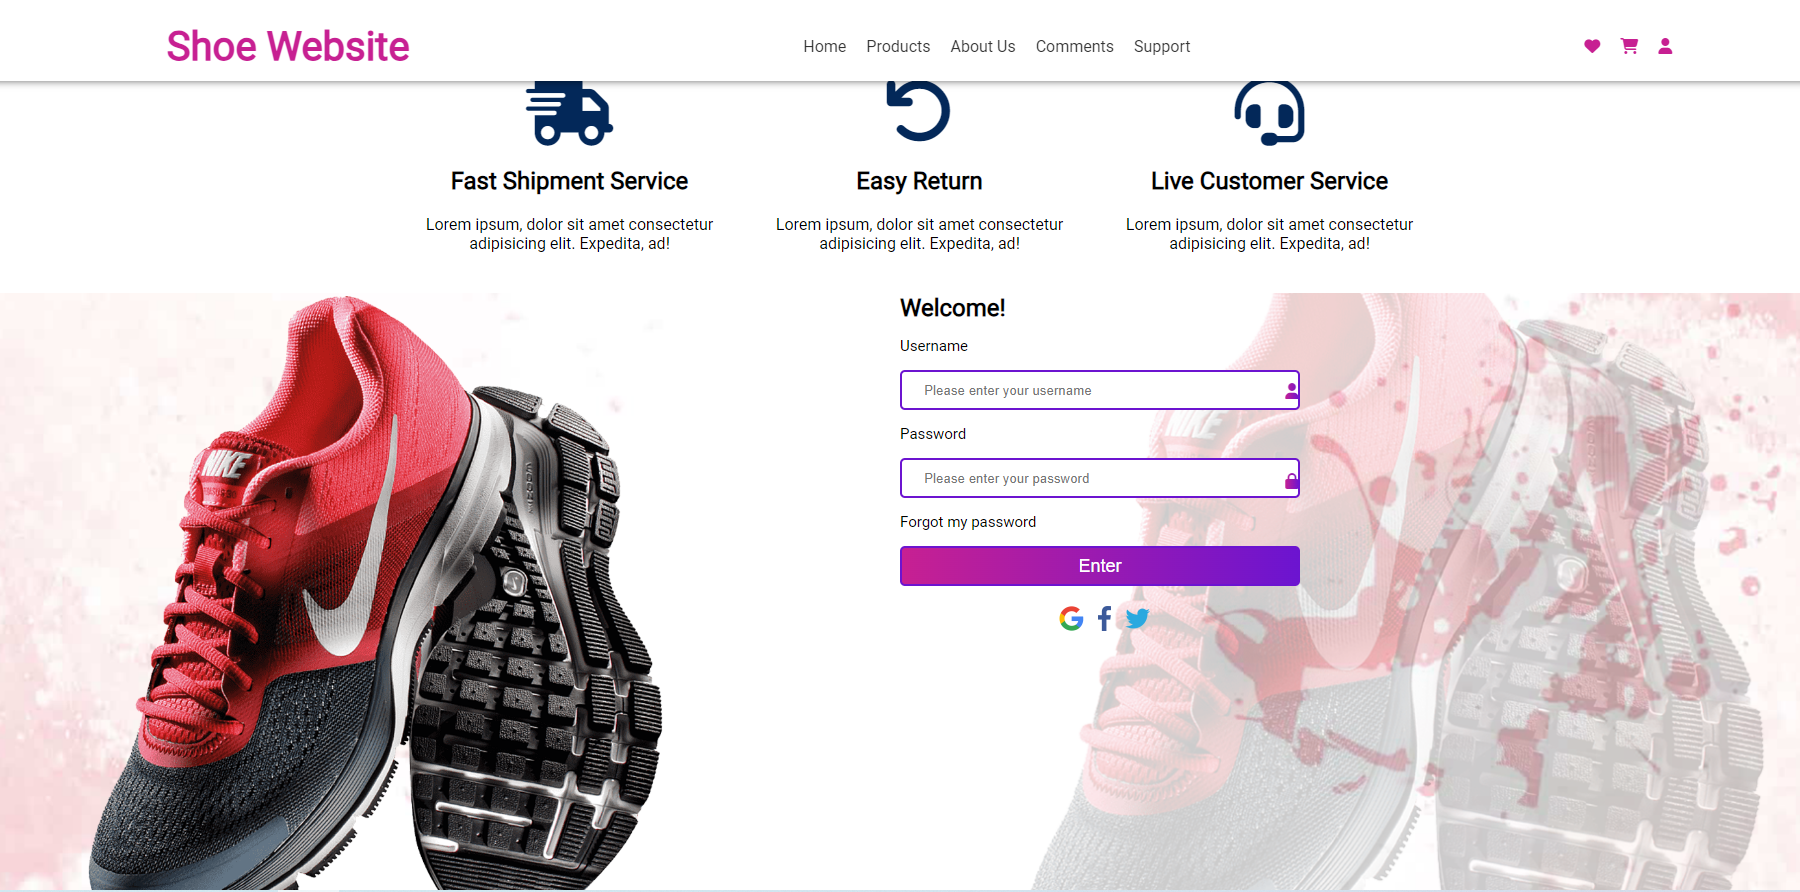 Shoe Website
Home Products About Us Comments Support
Fast Shipment Service
Lorem ipsum, dolor sit amet consectetur
adipisicing elit. Expedita, ad!
Easy Return
Lorem ipsum, dolor sit amet consectetur
adipisicing elit. Expedita, ad!
Live Customer Service
Lorem ipsum, dolor sit amet consectetur
adipisicing elit. Expedita, ad!
NIKE
Welcome!
Username
Please enter your username
Password
Please enter your password
Forgot my password
Enter
NIKE